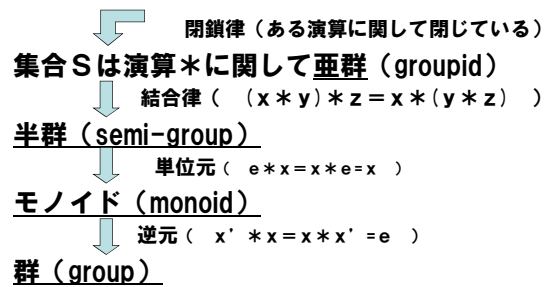 閉鎖律（ある演算に関して閉じている）
集合Ｓは演算＊に関して亜群（groupid）
結合律（　(ｘ＊ｙ)＊ｚ＝ｘ＊(ｙ＊ｚ)　）
半群（semi-group）
単位元（　e＊ｘ＝ｘ＊e=ｘ　）
モノイド（monoid）
逆元（　ｘ’＊ｘ＝ｘ＊ｘ’=e　）
群（group）